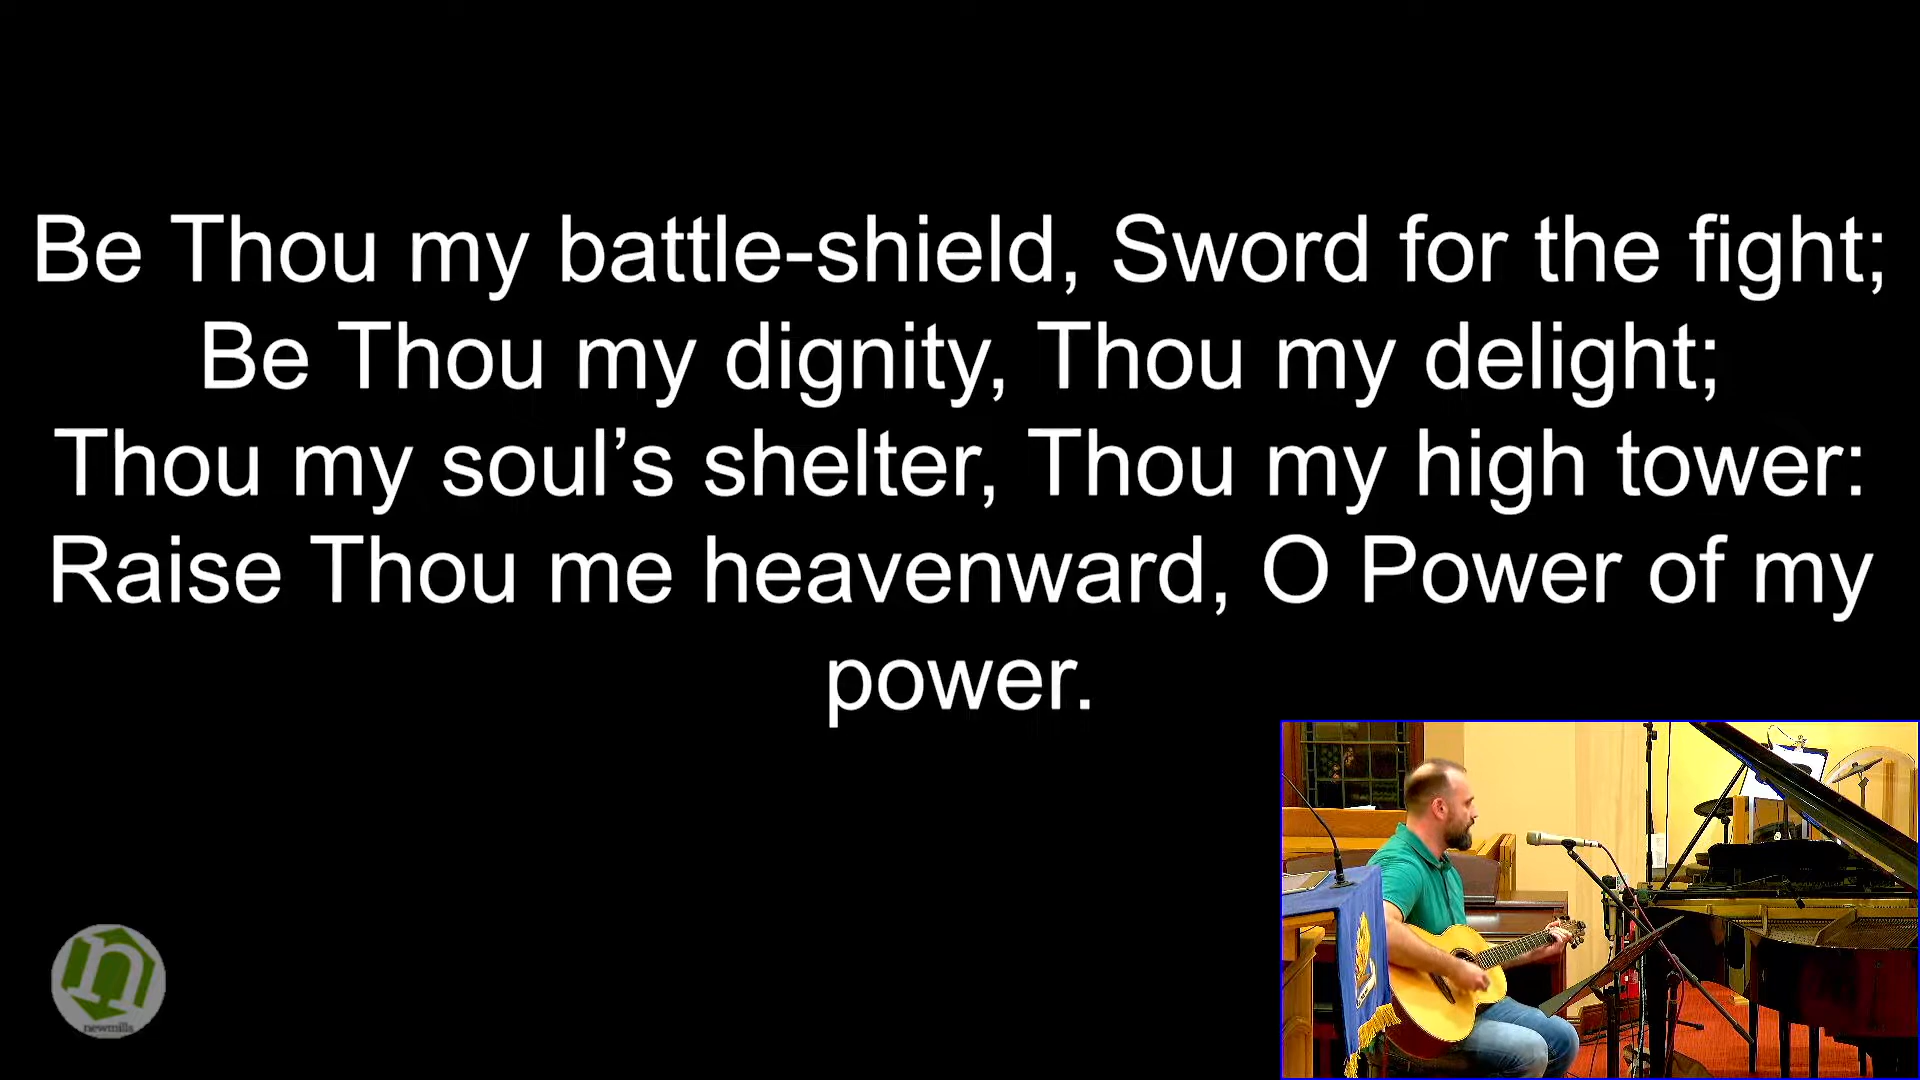 Be Thou my battle-shield, Sword for the fight;
Be Thou my dignity, Thou my delight;
Thou my soul’s shelter, Thou my high tower:
Raise Thou me heavenward, O Power of my
power.
n
newmills